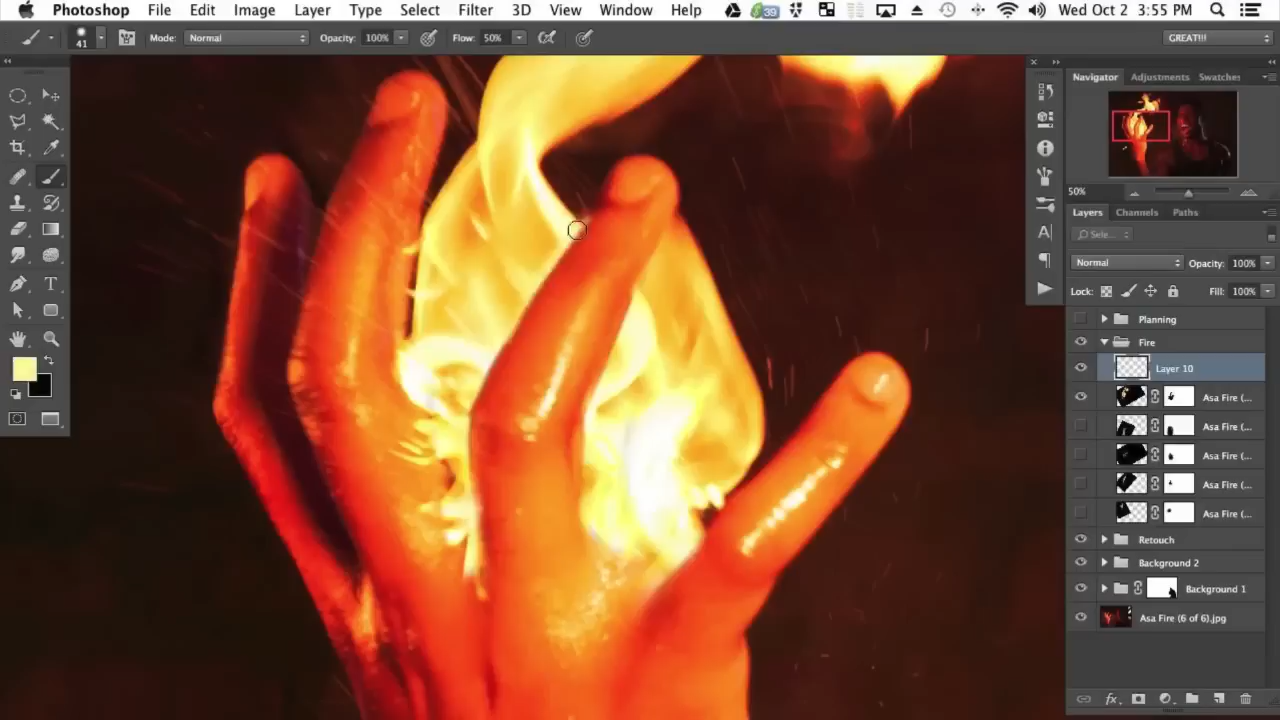 Photoshop File Edit Image Layer Type Select Filter 3D View Window Help 39 Wed Oct 2 3:55 PM
41 Mode: Normal Opacity: 100% Flow: 50% GREAT!!!
Navigator Adjustments Swatches
50%
Layers Channels Paths
Sele...
Normal Opacity: 100%
Lock: Fill: 100%
Planning
Fire
Layer 10
Asa Fire (...
Asa Fire (...
Asa Fire (...
Asa Fire (...
Asa Fire (...
Retouch
Background 2
Background 1
Asa Fire (6 of 6).jpg
fx